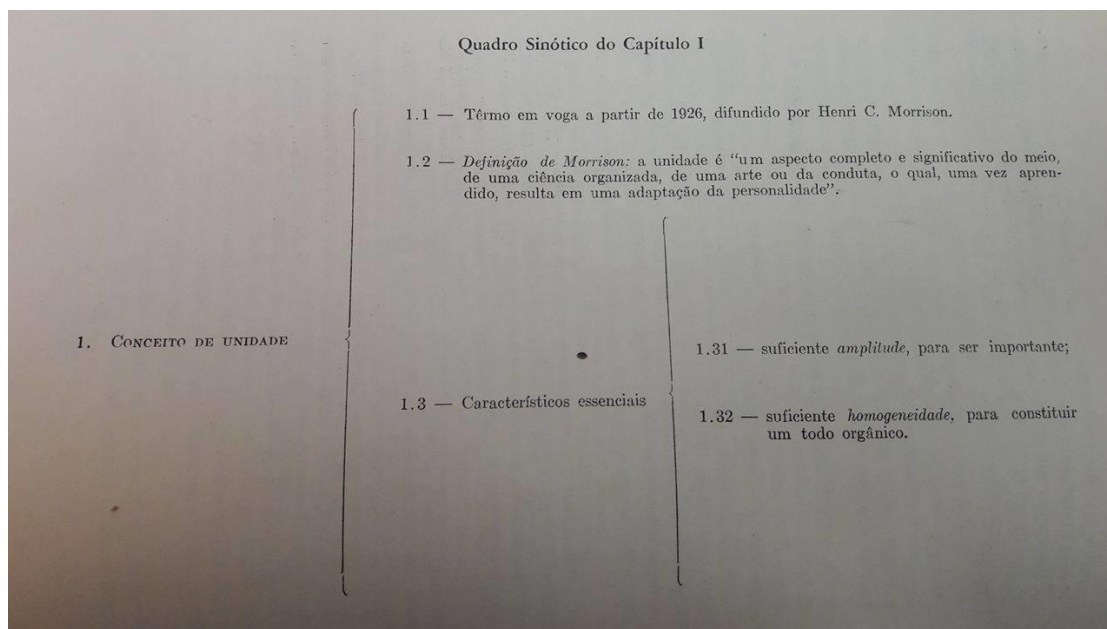 Quadro Sinótico do Capítulo I
1.1 — Têrmo em voga a partir de 1926, difundido por Henri C. Morrison.
1.2 — Definição de Morrison: a unidade é “um aspecto completo e significativo do meio,
de uma ciência organizada, de uma arte ou da conduta, o qual, uma vez apren-
dido, resulta em uma adaptação da personalidade”.
1. CONCEITO DE UNIDADE
1.3 — Característicos essenciais
1.31 — suficiente amplitude, para ser importante;
1.32 — suficiente homogeneidade, para constituir
um todo orgânico.